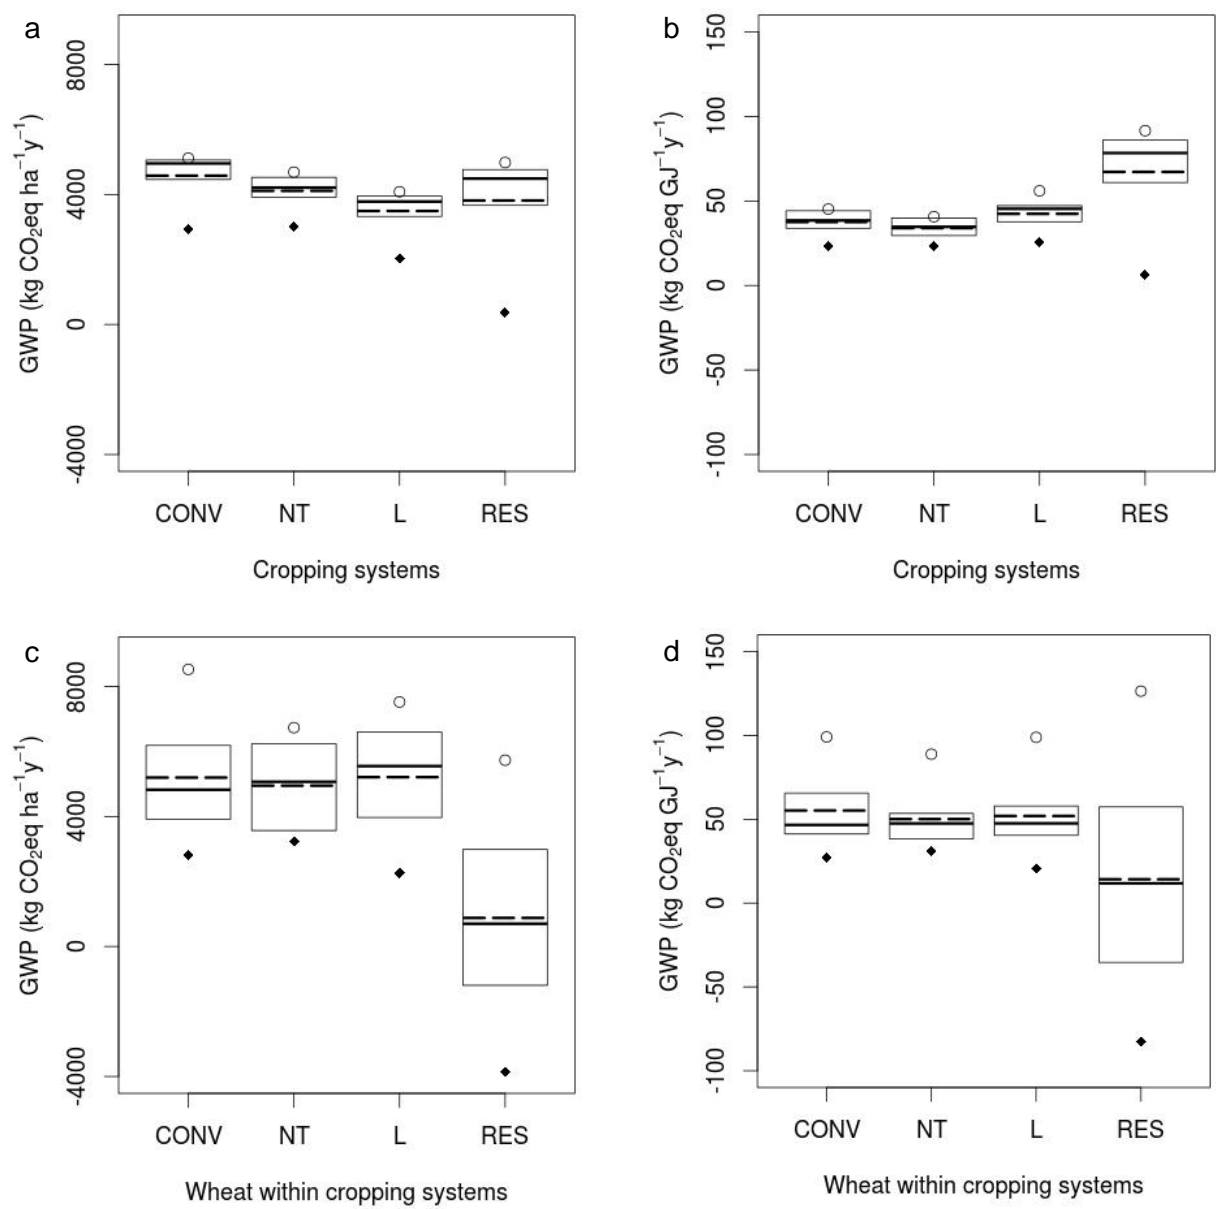 a
GWP (kg CO₂eq ha⁻¹y⁻¹)
8000
4000
0
-4000
CONV NT L RES
Cropping systems
b
GWP (kg CO₂eq GJ⁻¹y⁻¹)
150
100
50
0
-50
-100
CONV NT L RES
Cropping systems
c
GWP (kg CO₂eq ha⁻¹y⁻¹)
8000
4000
0
-4000
CONV NT L RES
Wheat within cropping systems
d
GWP (kg CO₂eq GJ⁻¹y⁻¹)
150
100
50
0
-50
-100
CONV NT L RES
Wheat within cropping systems